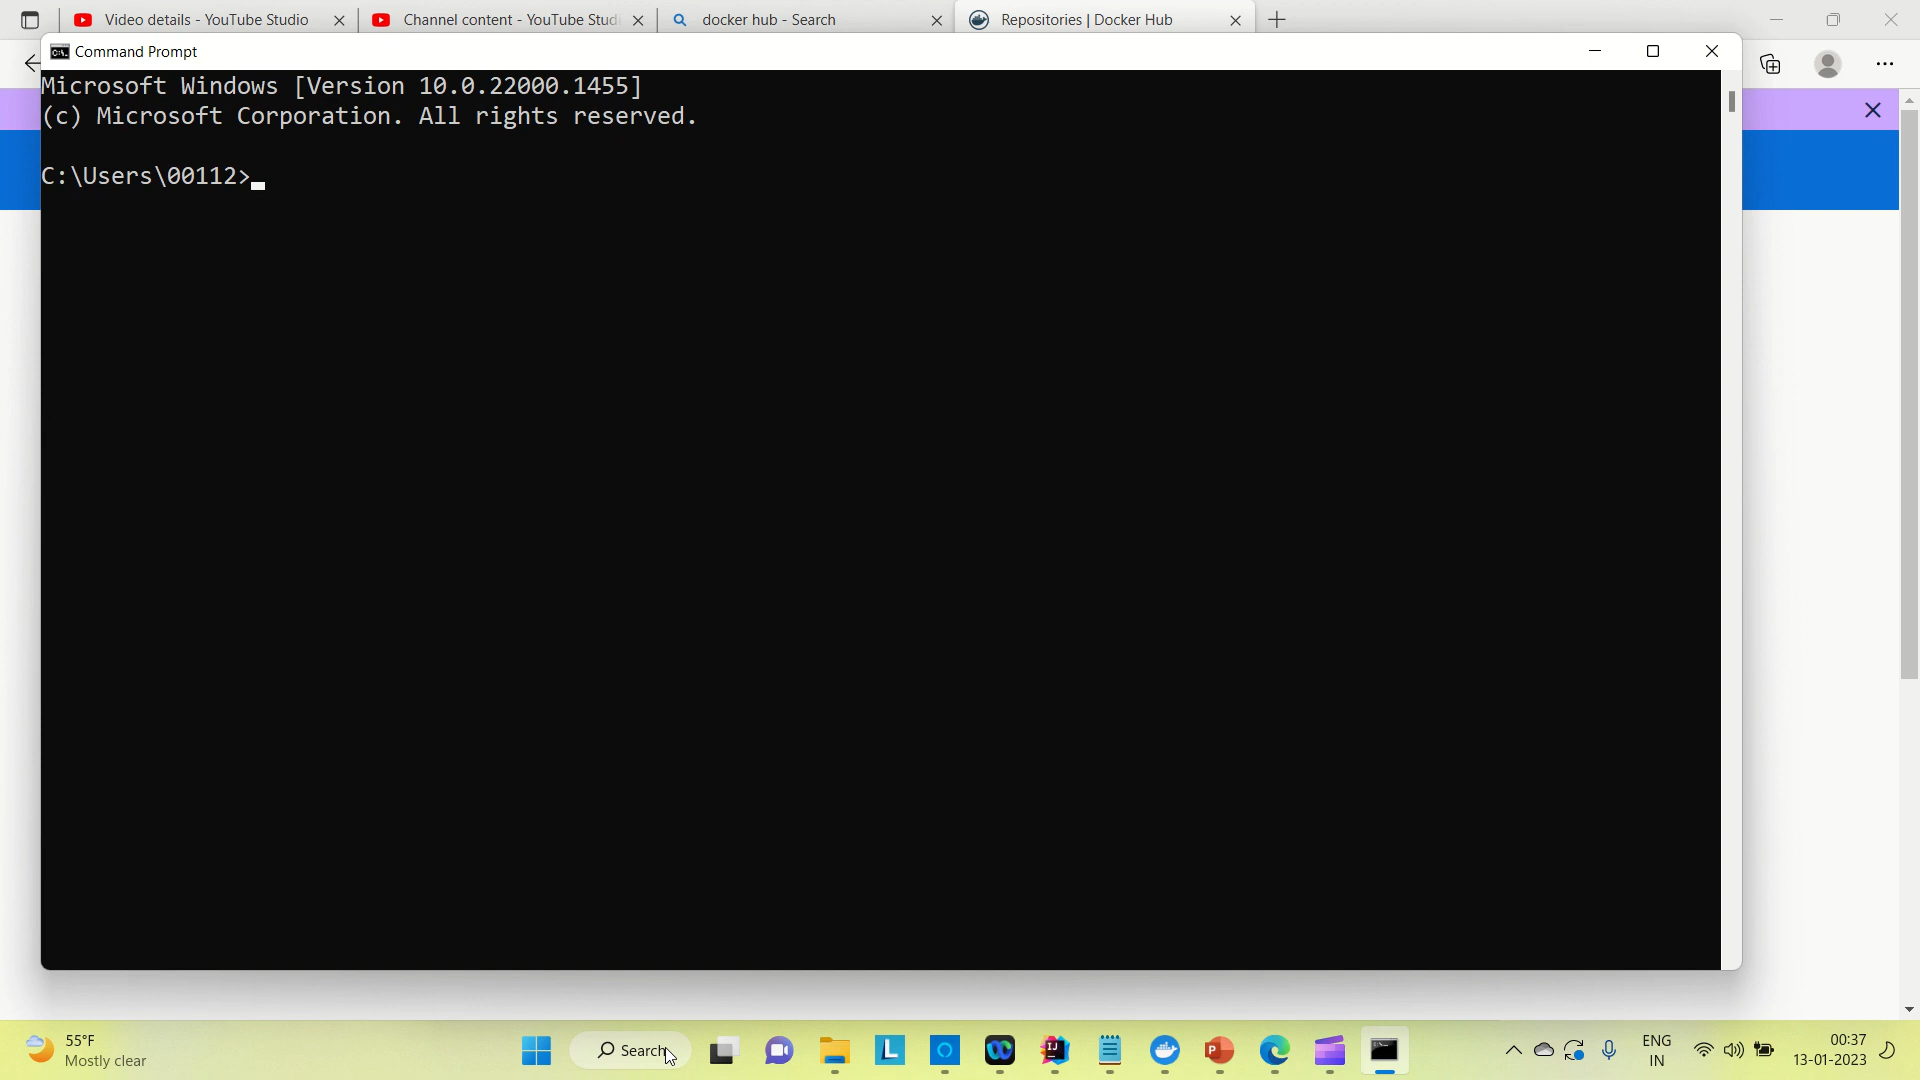 Video details - YouTube Studio
Channel content - YouTube Studi
docker hub - Search
Repositories | Docker Hub
Command Prompt
Microsoft Windows [Version 10.0.22000.1455]
(c) Microsoft Corporation. All rights reserved.
C:\Users\00112>
55°F
Mostly clear
Search
ENG
IN
00:37
13-01-2023